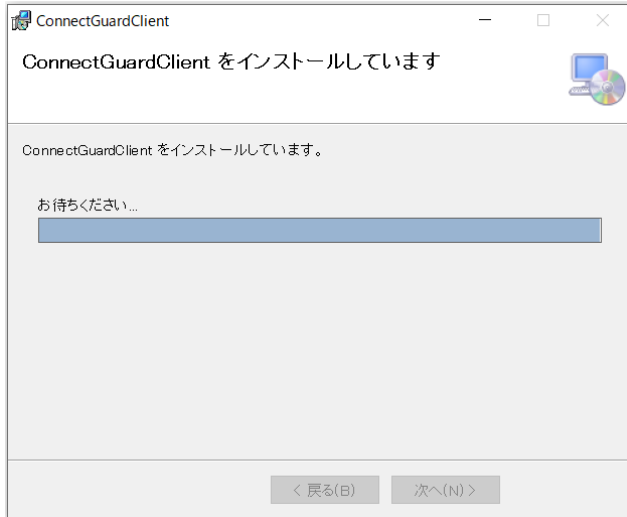 ConnectGuardClient
ConnectGuardClient をインストールしています
ConnectGuardClient をインストールしています。
お待ちください...
< 戻る(B)
次へ(N) >